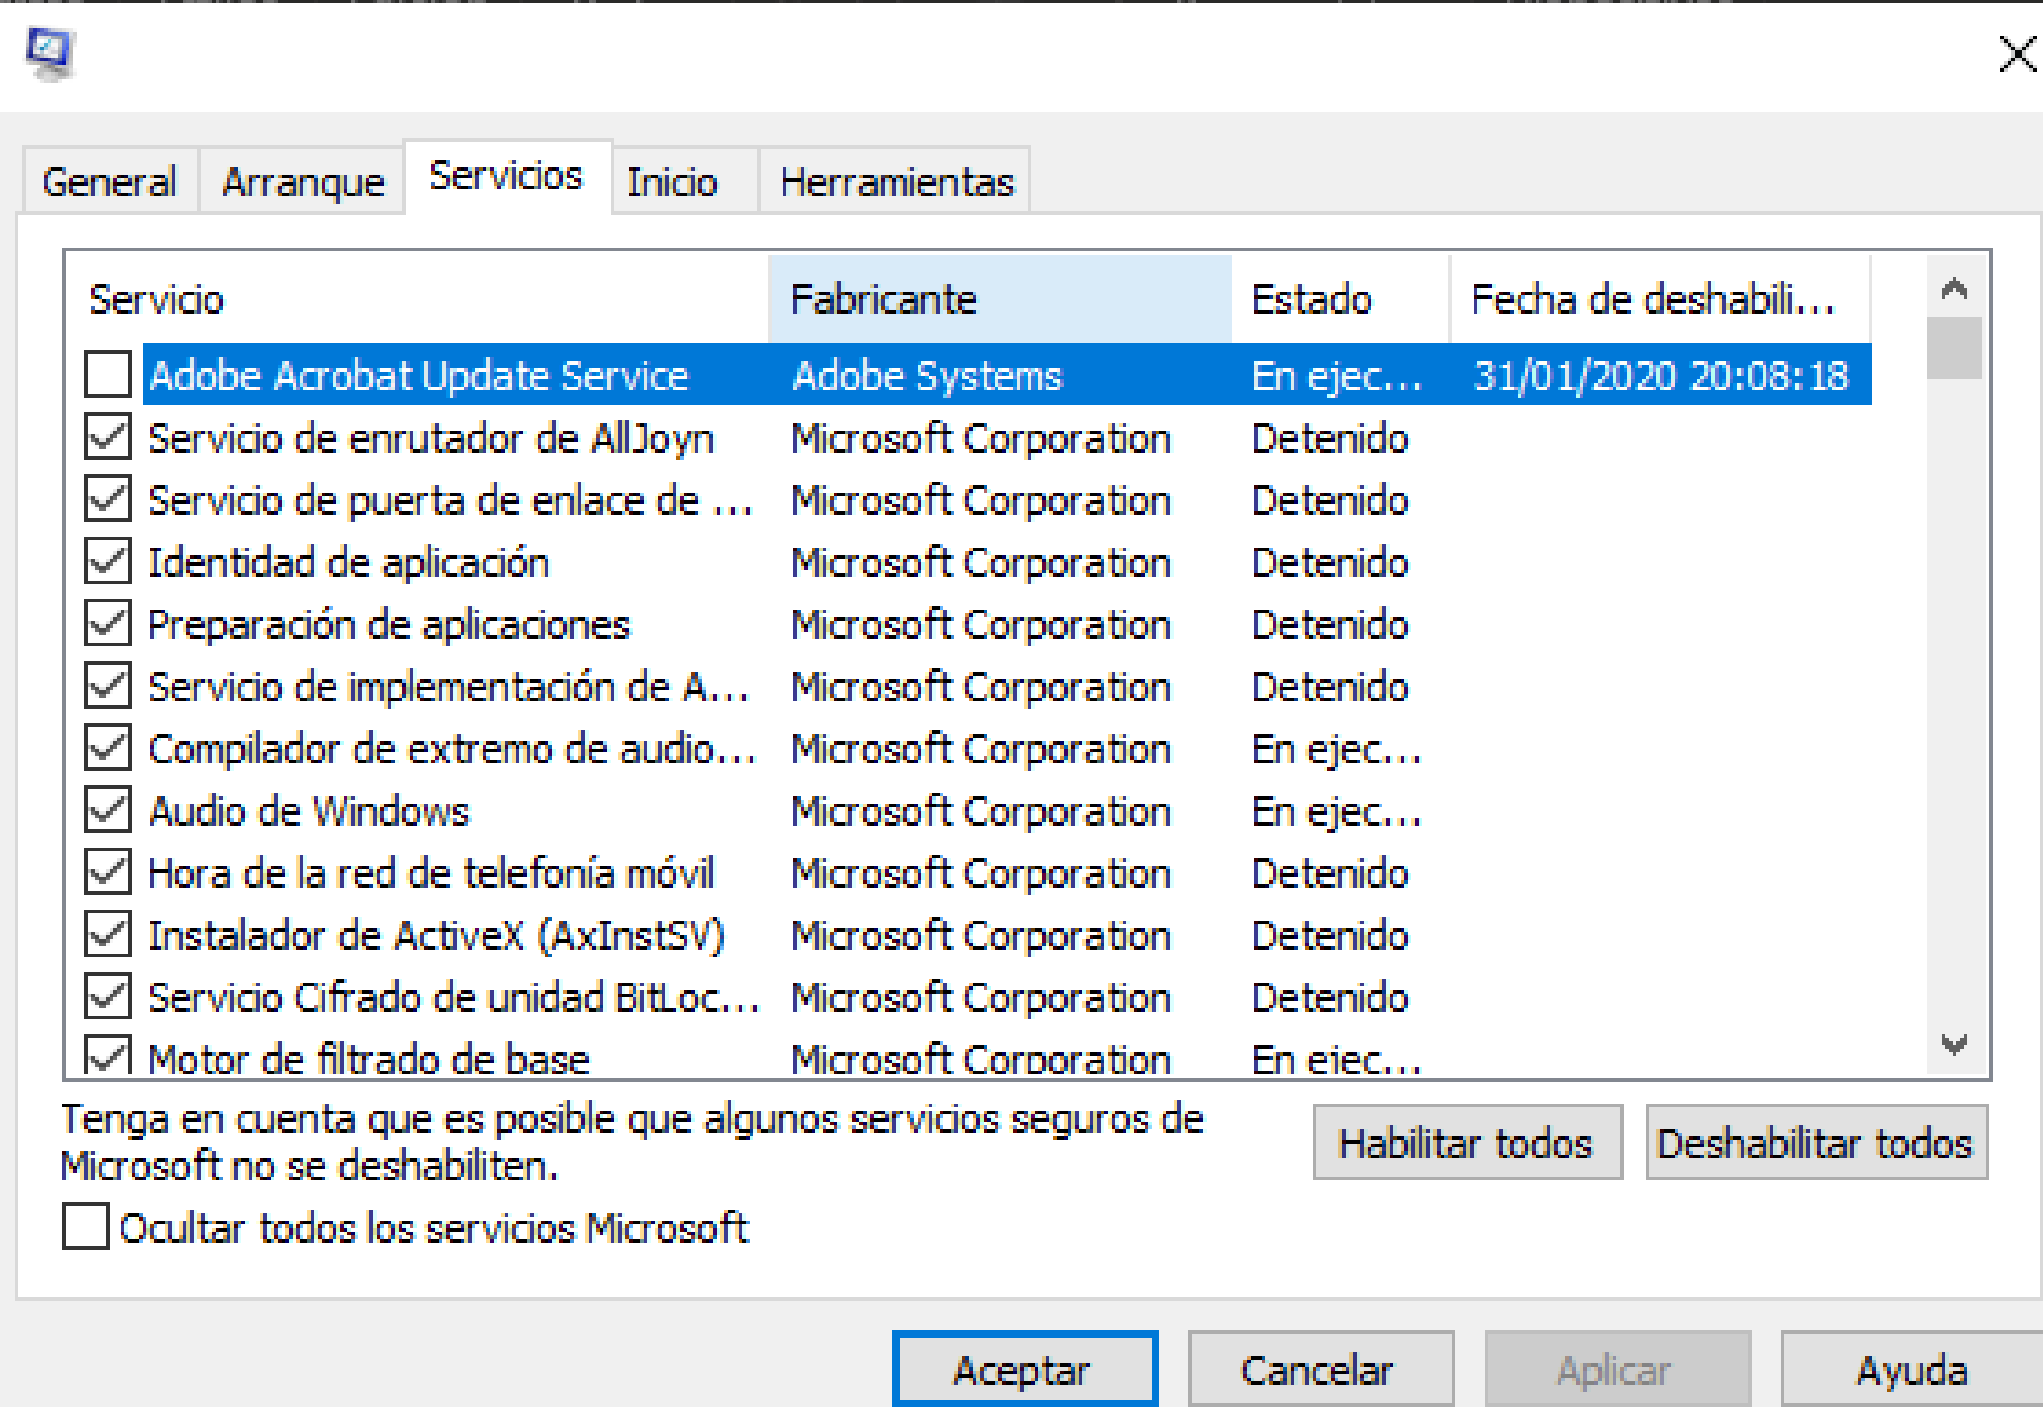 General Arranque Servicios Inicio Herramientas
Servicio Fabricante Estado Fecha de deshabili...
Adobe Acrobat Update Service Adobe Systems En ejec... 31/01/2020 20:08:18
Servicio de enrutador de AllJoyn Microsoft Corporation Detenido
Servicio de puerta de enlace de ... Microsoft Corporation Detenido
Identidad de aplicación Microsoft Corporation Detenido
Preparación de aplicaciones Microsoft Corporation Detenido
Servicio de implementación de A... Microsoft Corporation Detenido
Compilador de extremo de audio... Microsoft Corporation En ejec...
Audio de Windows Microsoft Corporation En ejec...
Hora de la red de telefonía móvil Microsoft Corporation Detenido
Instalador de ActiveX (AxInstSV) Microsoft Corporation Detenido
Servicio Cifrado de unidad BitLoc... Microsoft Corporation Detenido
Motor de filtrado de base Microsoft Corporation En ejec...
Tenga en cuenta que es posible que algunos servicios seguros de
Microsoft no se deshabiliten.
Habilitar todos Deshabilitar todos
Ocultar todos los servicios Microsoft
Aceptar Cancelar Aplicar Ayuda